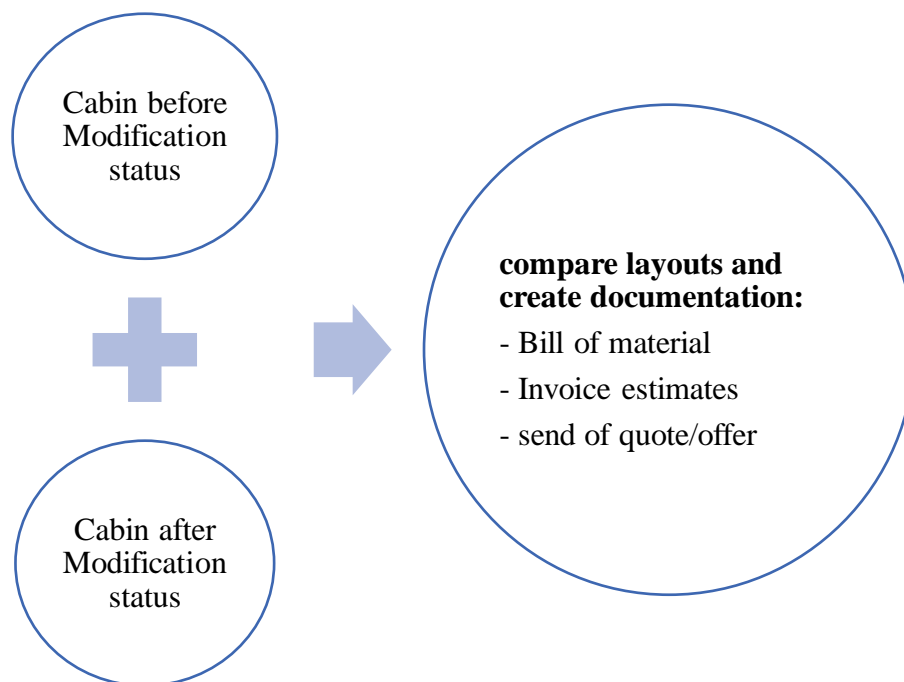 Cabin before
Modification
status
Cabin after
Modification
status
compare layouts and
create documentation:
- Bill of material
- Invoice estimates
- send of quote/offer